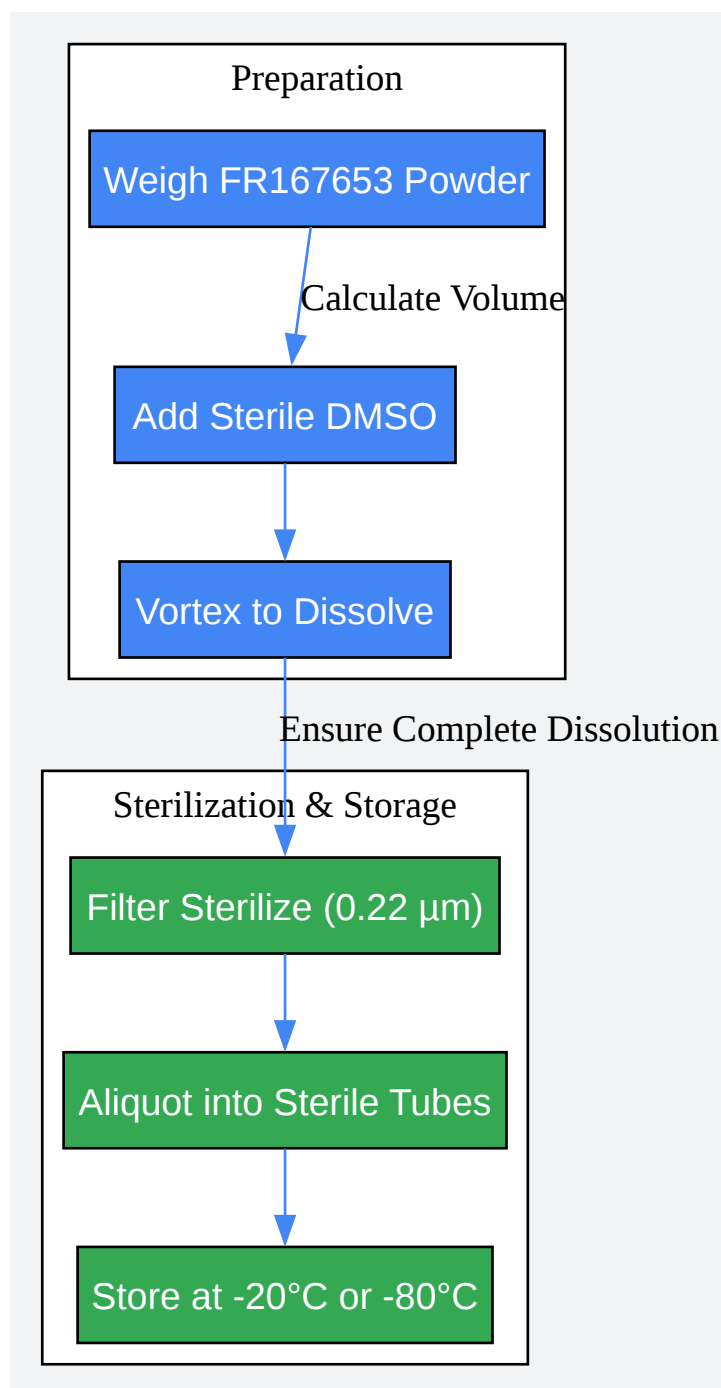 Preparation
Weigh FR167653 Powder
Calculate Volume
Add Sterile DMSO
Vortex to Dissolve
Ensure Complete Dissolution
Sterilization & Storage
Filter Sterilize (0.22 µm)
Aliquot into Sterile Tubes
Store at -20°C or -80°C